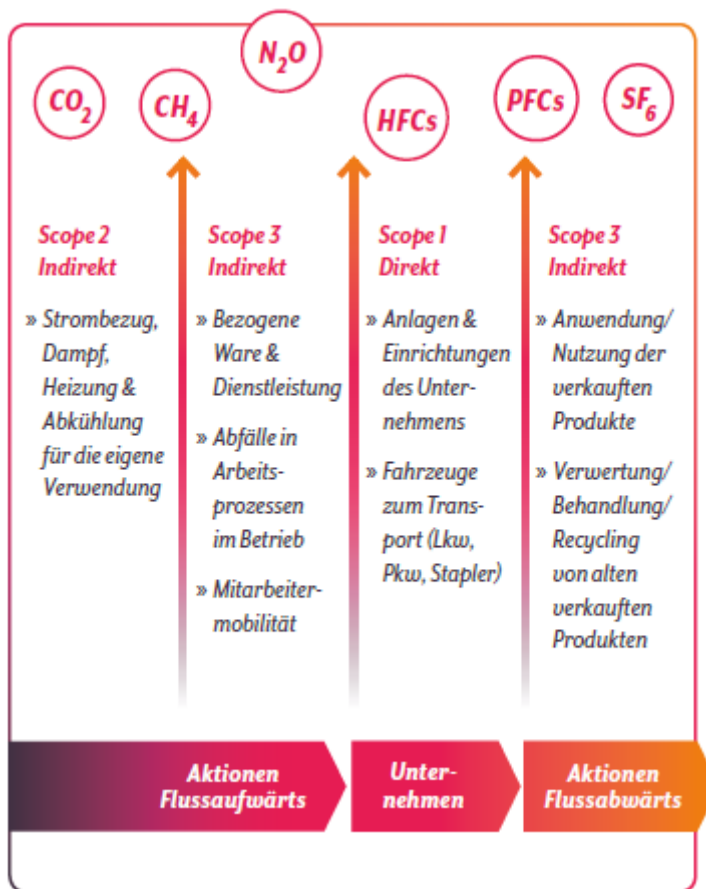 CO2
CH4
N2O
HFCs
PFCs
SF6
Scope 2
Indirekt
» Strombezug,
Dampf,
Heizung &
Abkühlung
für die eigene
Verwendung
Scope 3
Indirekt
» Bezogene
Ware &
Dienstleistung
» Abfälle in
Arbeits-
prozessen
im Betrieb
» Mitarbeiter-
mobilität
Scope 1
Direkt
» Anlagen &
Einrichtungen
des Unter-
nehmens
» Fahrzeuge
zum Trans-
port (Lkw,
Pkw, Stapler)
Scope 3
Indirekt
» Anwendung/
Nutzung der
verkauften
Produkte
» Verwertung/
Behandlung/
Recycling
von alten
verkauften
Produkten
Aktionen
Flussaufwärts
Unter-
nehmen
Aktionen
Flussabwärts